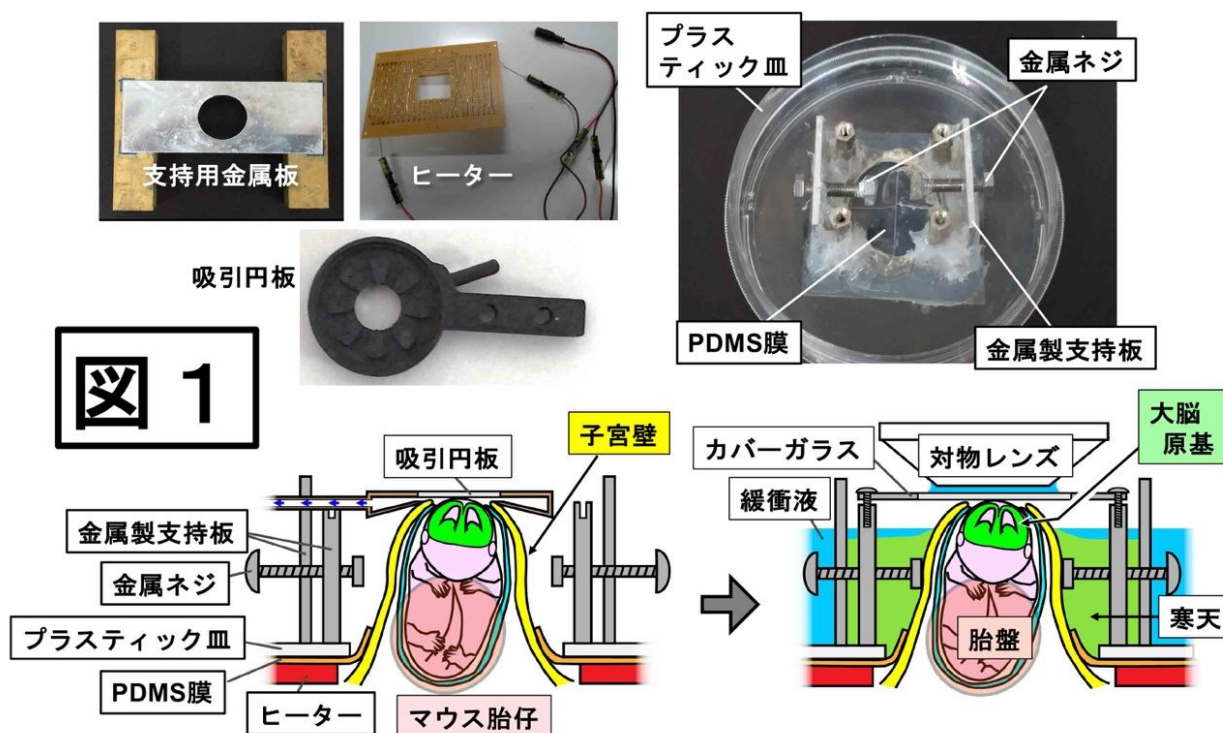 支持用金属板
ヒーター
吸引円板
プラス
ティック皿
金属ネジ
PDMS膜
金属製支持板
図 1
吸引円板
子宮壁
金属製支持板
金属ネジ
プラスティック皿
PDMS膜
ヒーター
マウス胎仔
カバーガラス
対物レンズ
大脳
原基
緩衝液
胎盤
寒天